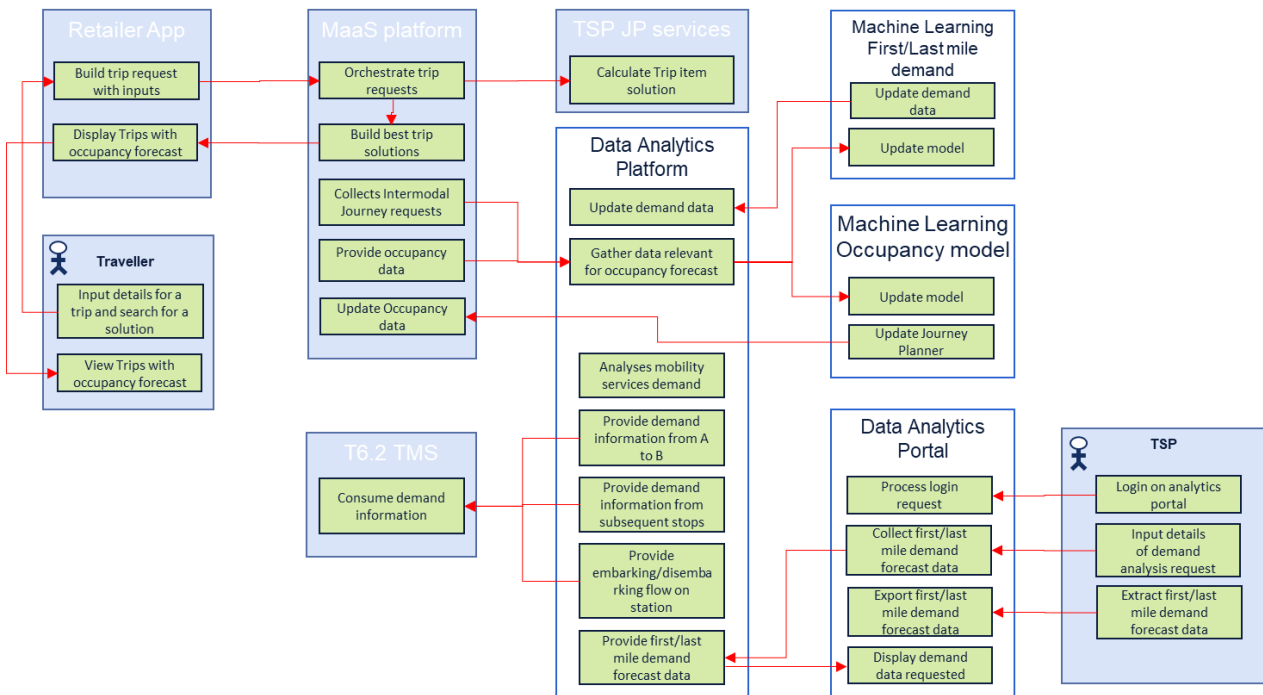 Retailer App
Build trip request
with inputs
Display Trips with
occupancy forecast
Traveller
Input details for a
trip and search for a
solution
View Trips with
occupancy forecast
MaaS platform
Orchestrate trip
requests
Build best trip
solutions
Collects Intermodal
Journey requests
Provide occupancy
data
Update Occupancy
data
T6.2 TMS
Consume demand
information
TSP JP services
Calculate Trip item
solution
Data Analytics
Platform
Update demand data
Gather data relevant
for occupancy forecast
Analyses mobility
services demand
Provide demand
information from A
to B
Provide demand
information from
subsequent stops
Provide
embarking/disemba
rking flow on
station
Provide first/last
mile demand
forecast data
Machine Learning
First/Last mile
demand
Update demand
data
Update model
Machine Learning
Occupancy model
Update model
Update Journey
Planner
Data Analytics
Portal
Process login
request
Collect first/last
mile demand
forecast data
Export first/last
mile demand
forecast data
Display demand
data requested
TSP
Login on analytics
portal
Input details
of demand
analysis request
Extract first/last
mile demand
forecast data